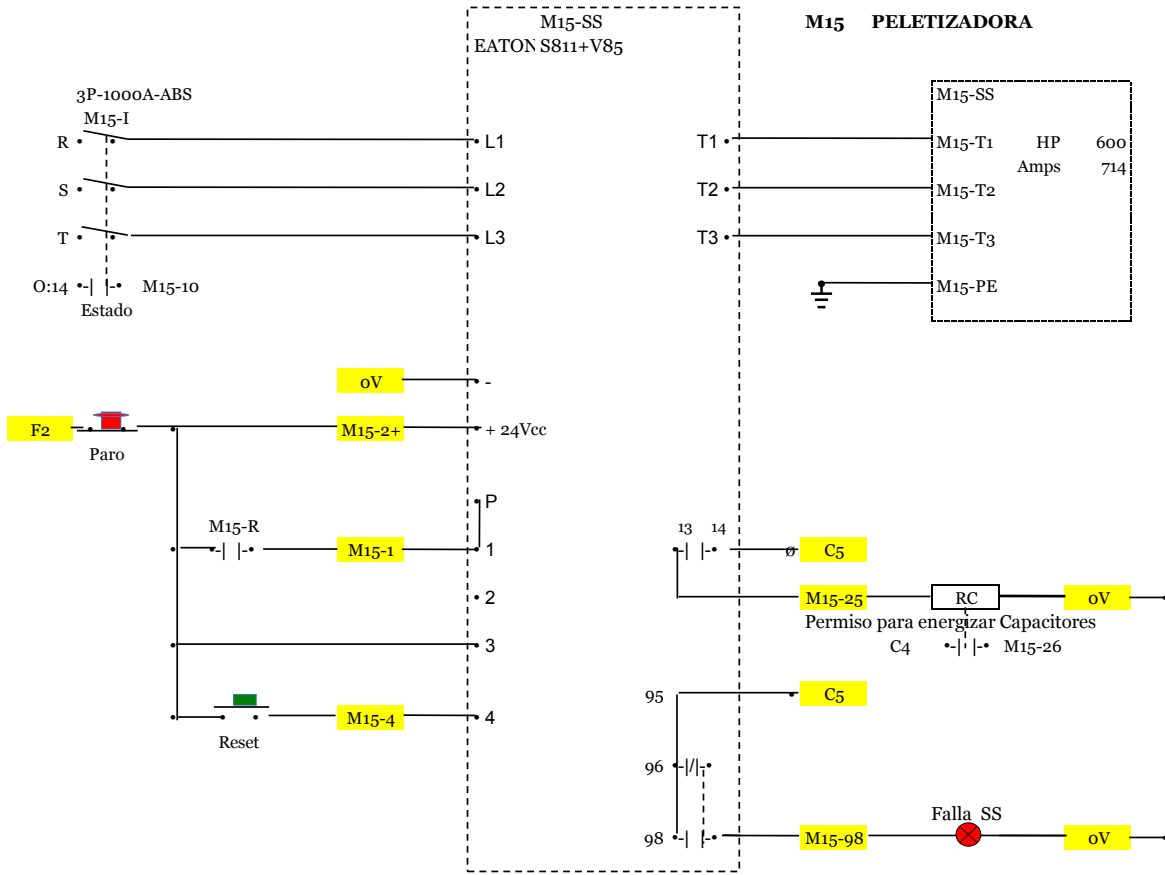 M15-SS
EATON S811+V85
M15 PELETIZADORA
3P-1000A-ABS
M15-I
M15-SS
R
L1
T1
M15-T1 HP 600
Amps 714
S
L2
T2
M15-T2
T
L3
T3
M15-T3
O:14
M15-10
M15-PE
Estado
0V
-
F2
M15-2+
+ 24Vcc
Paro
P
M15-R
13 14
M15-1
1
ø
C5
2
M15-25
RC
0V
Permiso para energizar Capacitores
3
C4
M15-26
95
C5
M15-4
4
Reset
96
Falla SS
98
M15-98
0V